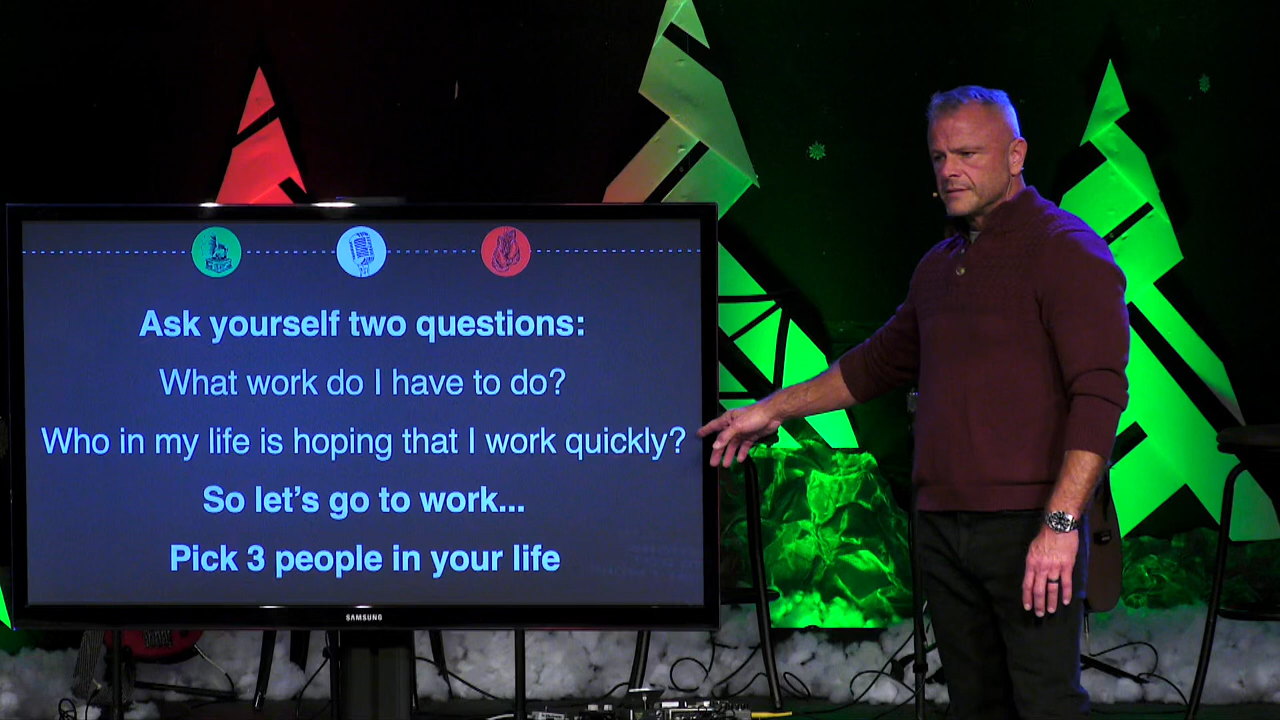 Ask yourself two questions:
What work do I have to do?
Who in my life is hoping that I work quickly?
So let's go to work...
Pick 3 people in your life
SAMSUNG